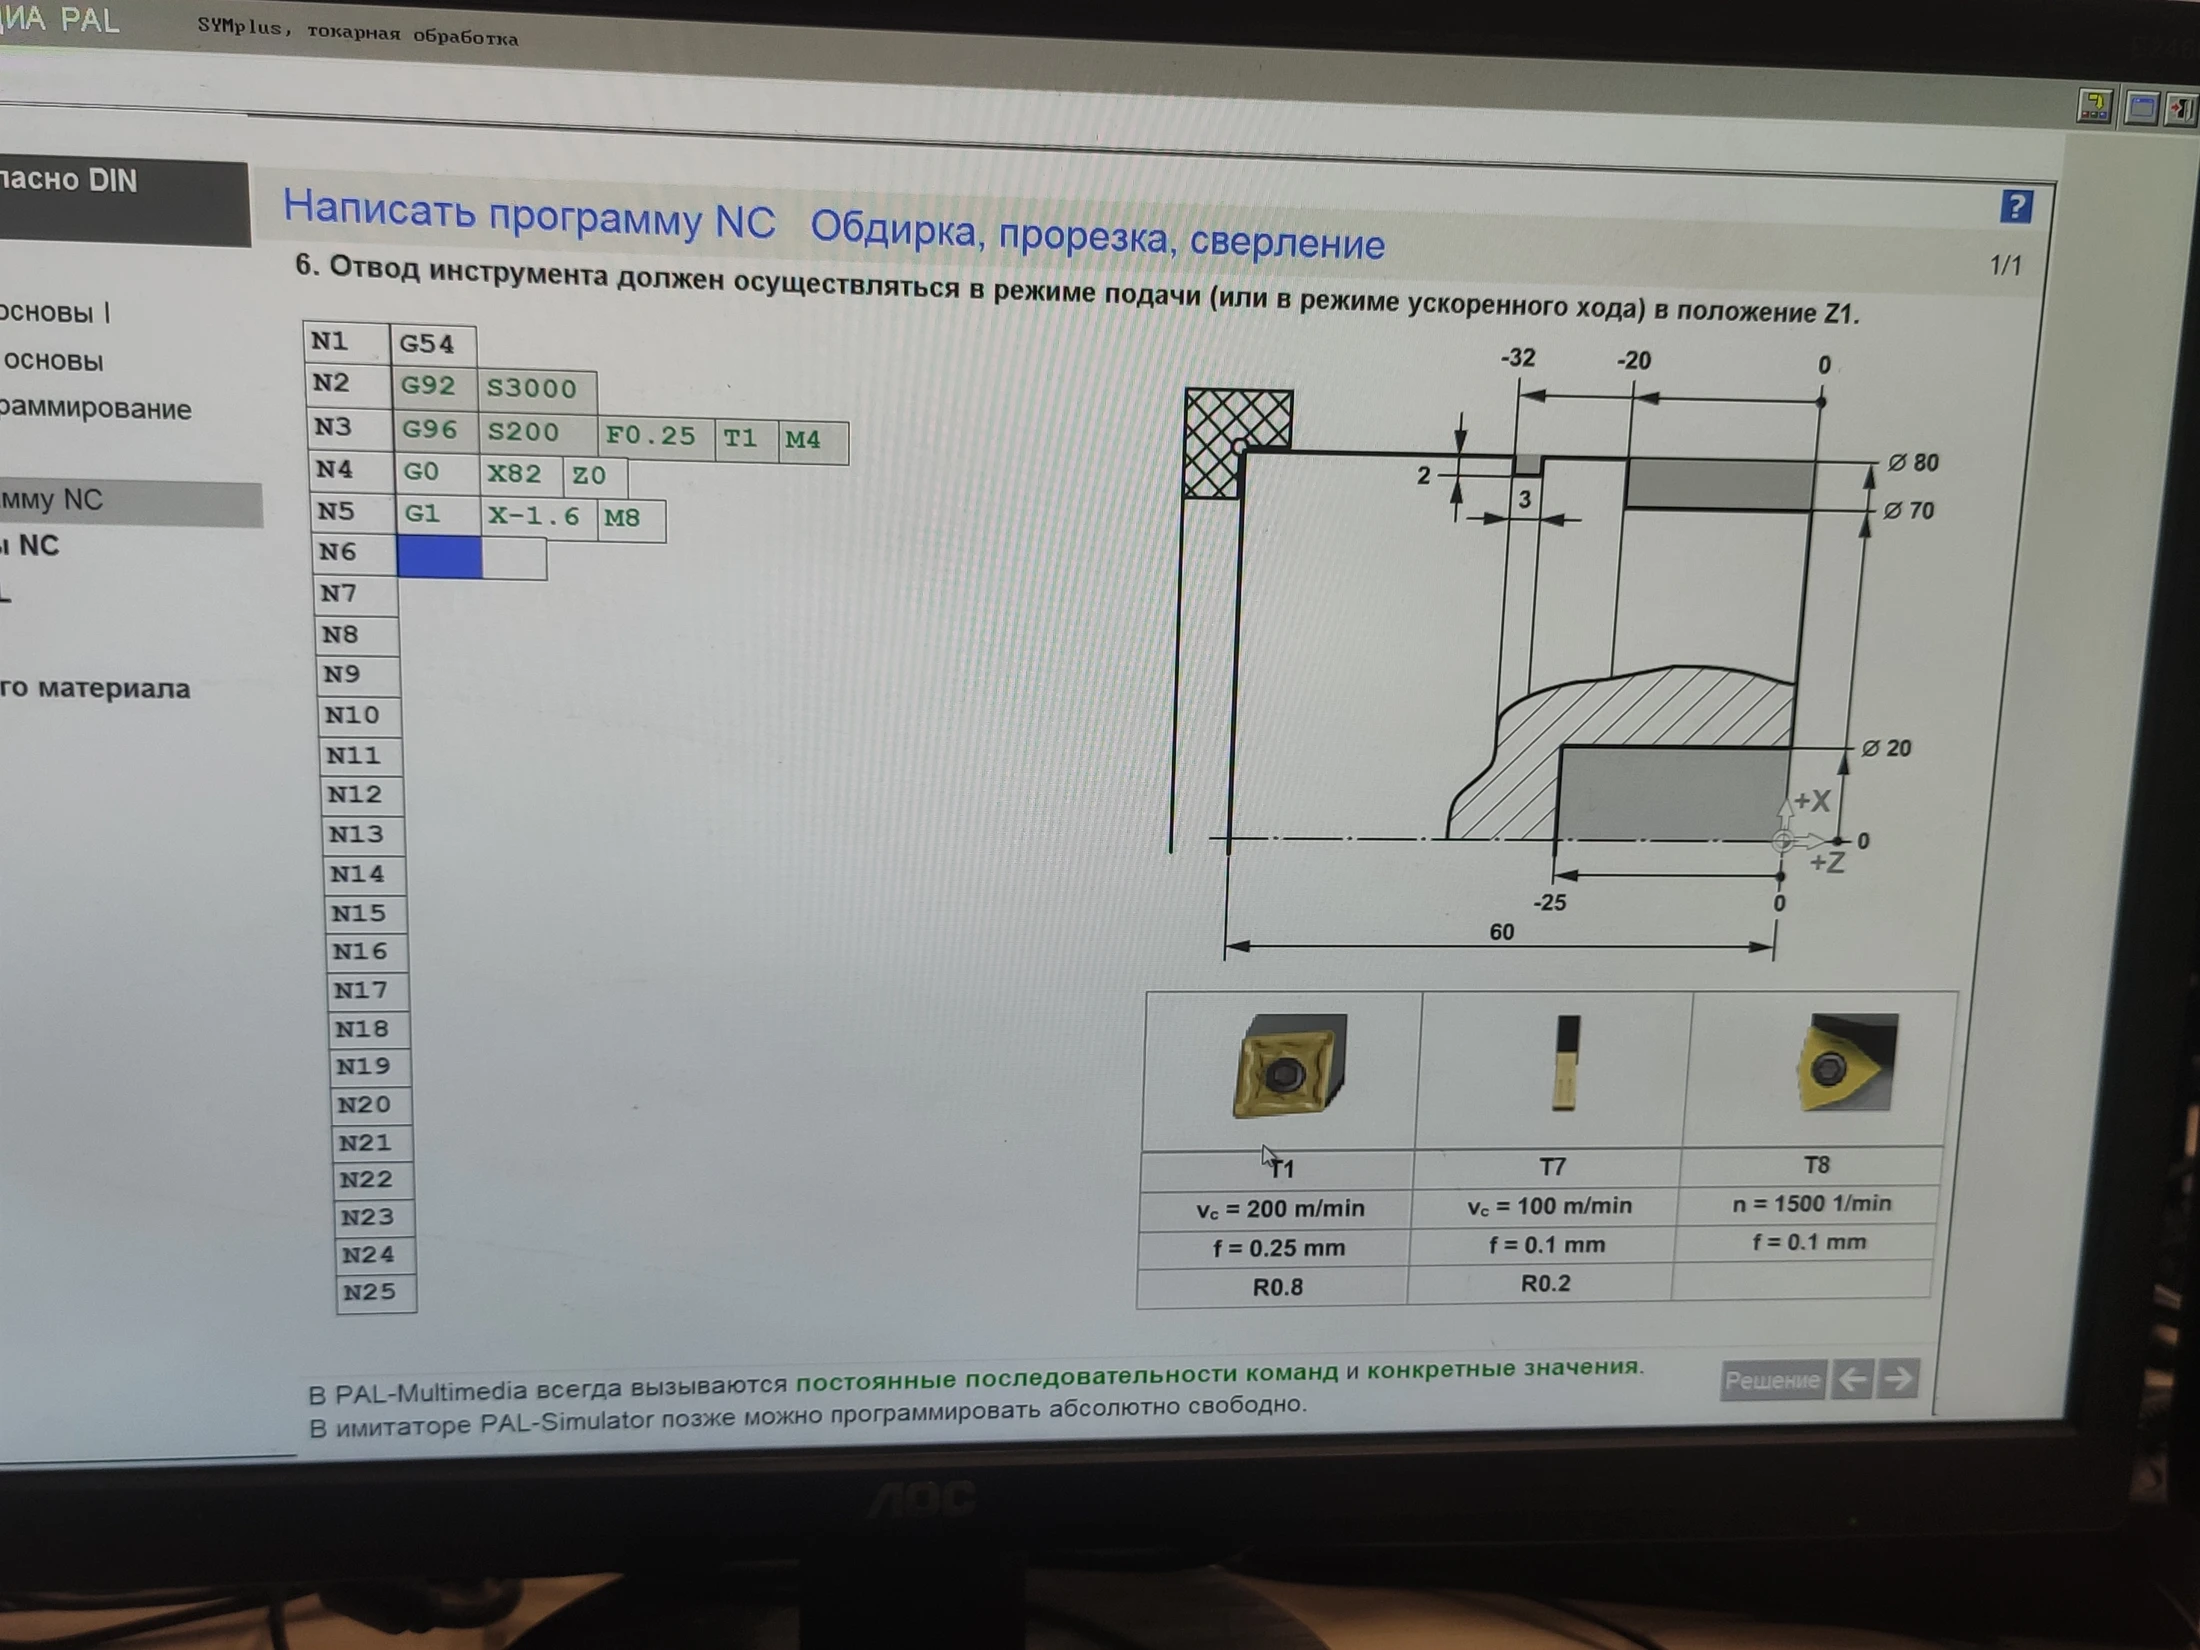 ИА PAL
SYMplus, токарная обработка
ласно DIN
основы I
основы
раммирование
мму NC
ы NC
го материала
Написать программу NC Обдирка, прорезка, сверление
1/1
?
6. Отвод инструмента должен осуществляться в режиме подачи (или в режиме ускоренного хода) в положение Z1.
N1 G54
N2 G92 S3000
N3 G96 S200 F0.25 T1 M4
N4 G0 X82 Z0
N5 G1 X-1.6 M8
N6
N7
N8
N9
N10
N11
N12
N13
N14
N15
N16
N17
N18
N19
N20
N21
N22
N23
N24
N25
-32 -20 0
2
3
Ø 80
Ø 70
Ø 20
+X
0
+Z
-25 0
60
T1 T7 T8
vc = 200 m/min vc = 100 m/min n = 1500 1/min
f = 0.25 mm f = 0.1 mm f = 0.1 mm
R0.8 R0.2
В PAL-Multimedia всегда вызываются постоянные последовательности команд и конкретные значения.
В имитаторе PAL-Simulator позже можно программировать абсолютно свободно.
Решение
AOC